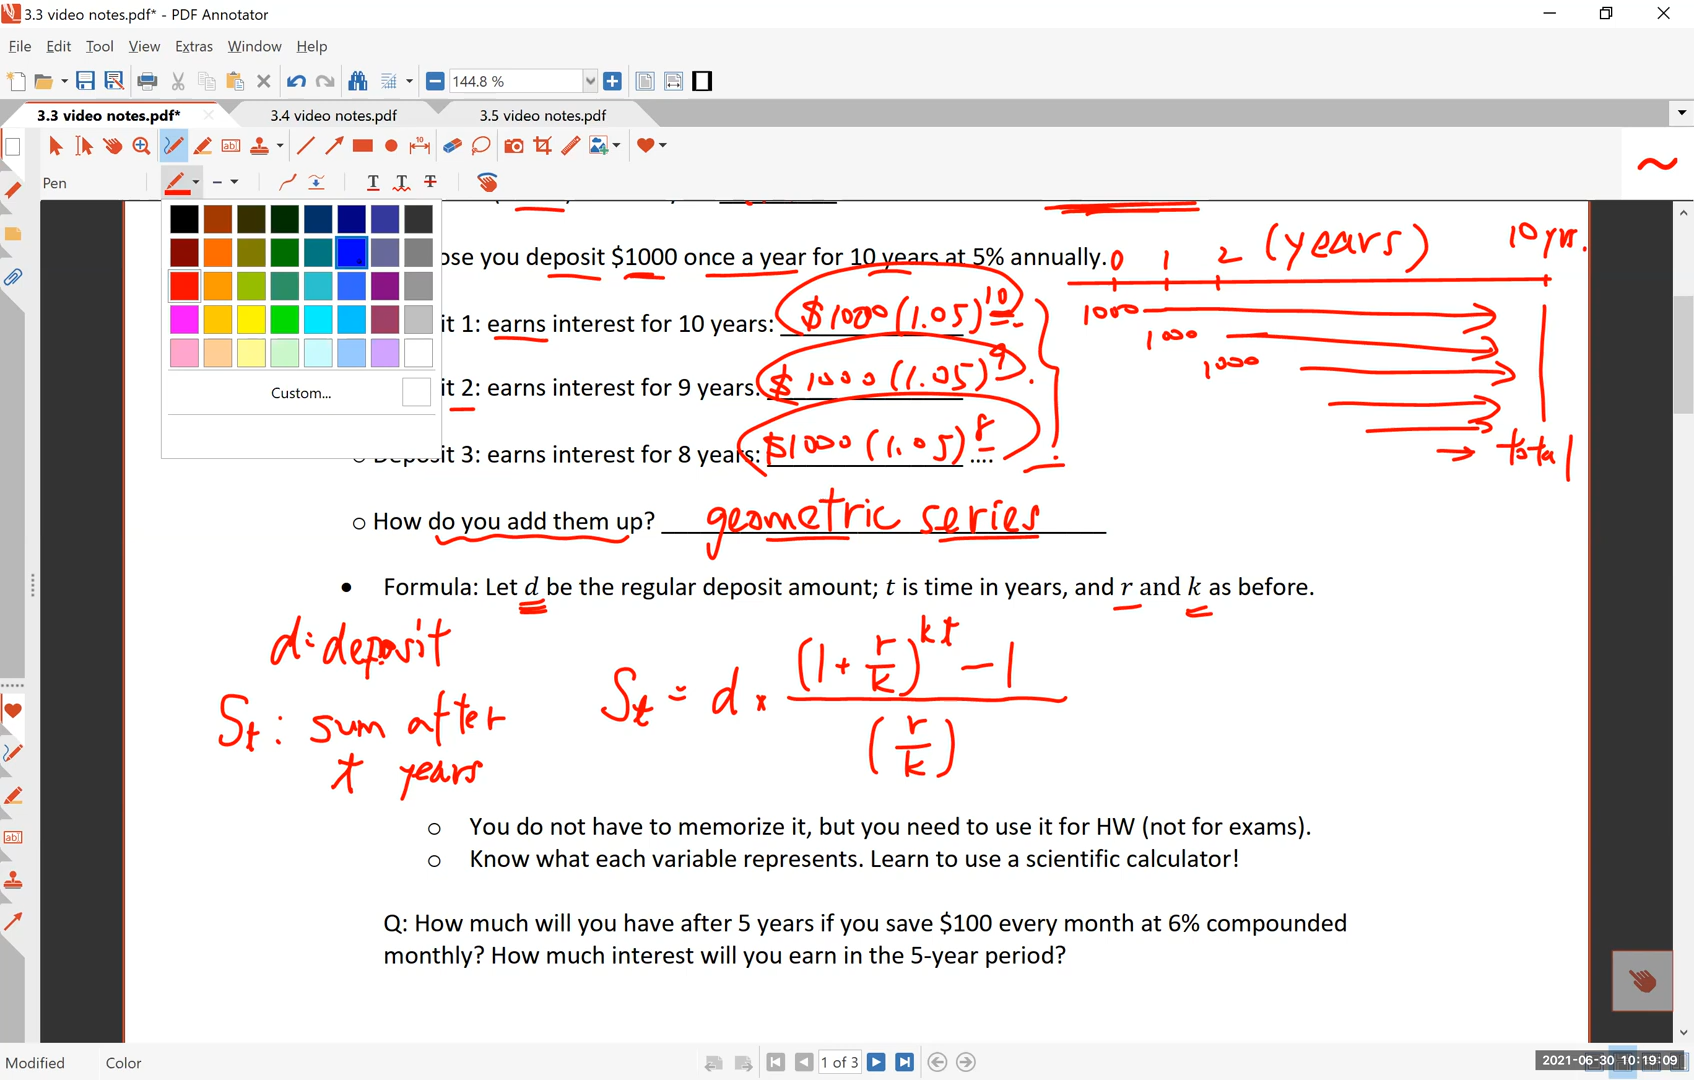 3.3 video notes.pdf* - PDF Annotator
File Edit Tool View Extras Window Help
144.8 %
3.3 video notes.pdf* 3.4 video notes.pdf 3.5 video notes.pdf
Pen
ose you deposit $1000 once a year for 10 years at 5% annually.
0 1 2 (years) 10 yrs.
it 1: earns interest for 10 years: $1000(1.05)^10
1000
1000
it 2: earns interest for 9 years: $1000(1.05)^9
1000
Deposit 3: earns interest for 8 years: $1000(1.05)^8 ....
total
Custom...
o How do you add them up? geometric series
• Formula: Let d be the regular deposit amount; t is time in years, and r and k as before.
d: deposit
St: sum after
t years
St = d × ((1 + r/k)^kt − 1) / (r/k)
o You do not have to memorize it, but you need to use it for HW (not for exams).
o Know what each variable represents. Learn to use a scientific calculator!
Q: How much will you have after 5 years if you save $100 every month at 6% compounded
monthly? How much interest will you earn in the 5-year period?
Modified Color 1 of 3 2021-06-30 10:19:09